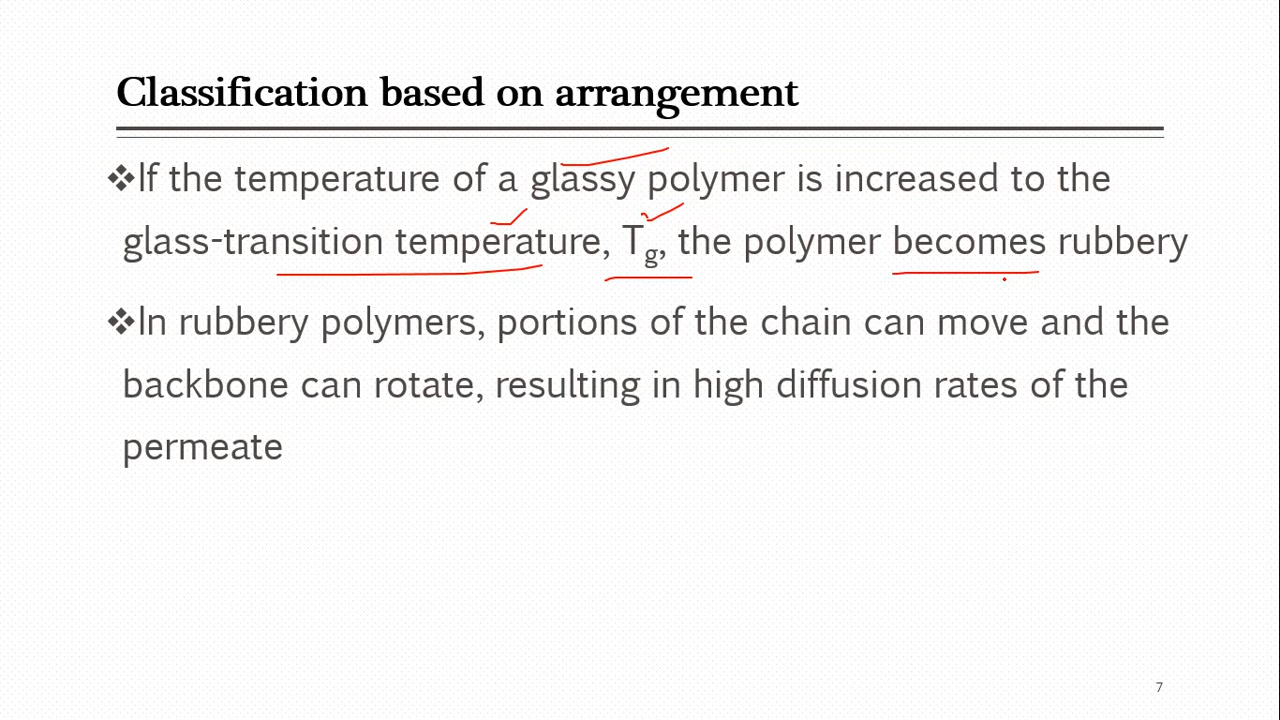 Classification based on arrangement
❖If the temperature of a glassy polymer is increased to the
glass-transition temperature, Tg, the polymer becomes rubbery
❖In rubbery polymers, portions of the chain can move and the
backbone can rotate, resulting in high diffusion rates of the
permeate
7